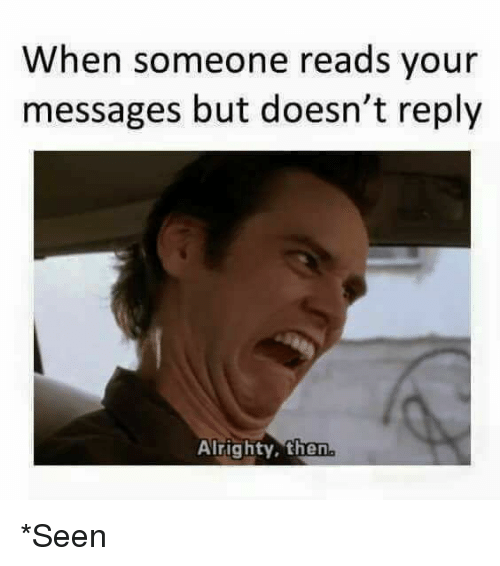 When someone reads your
messages but doesn't reply
Alrighty, then.
*Seen